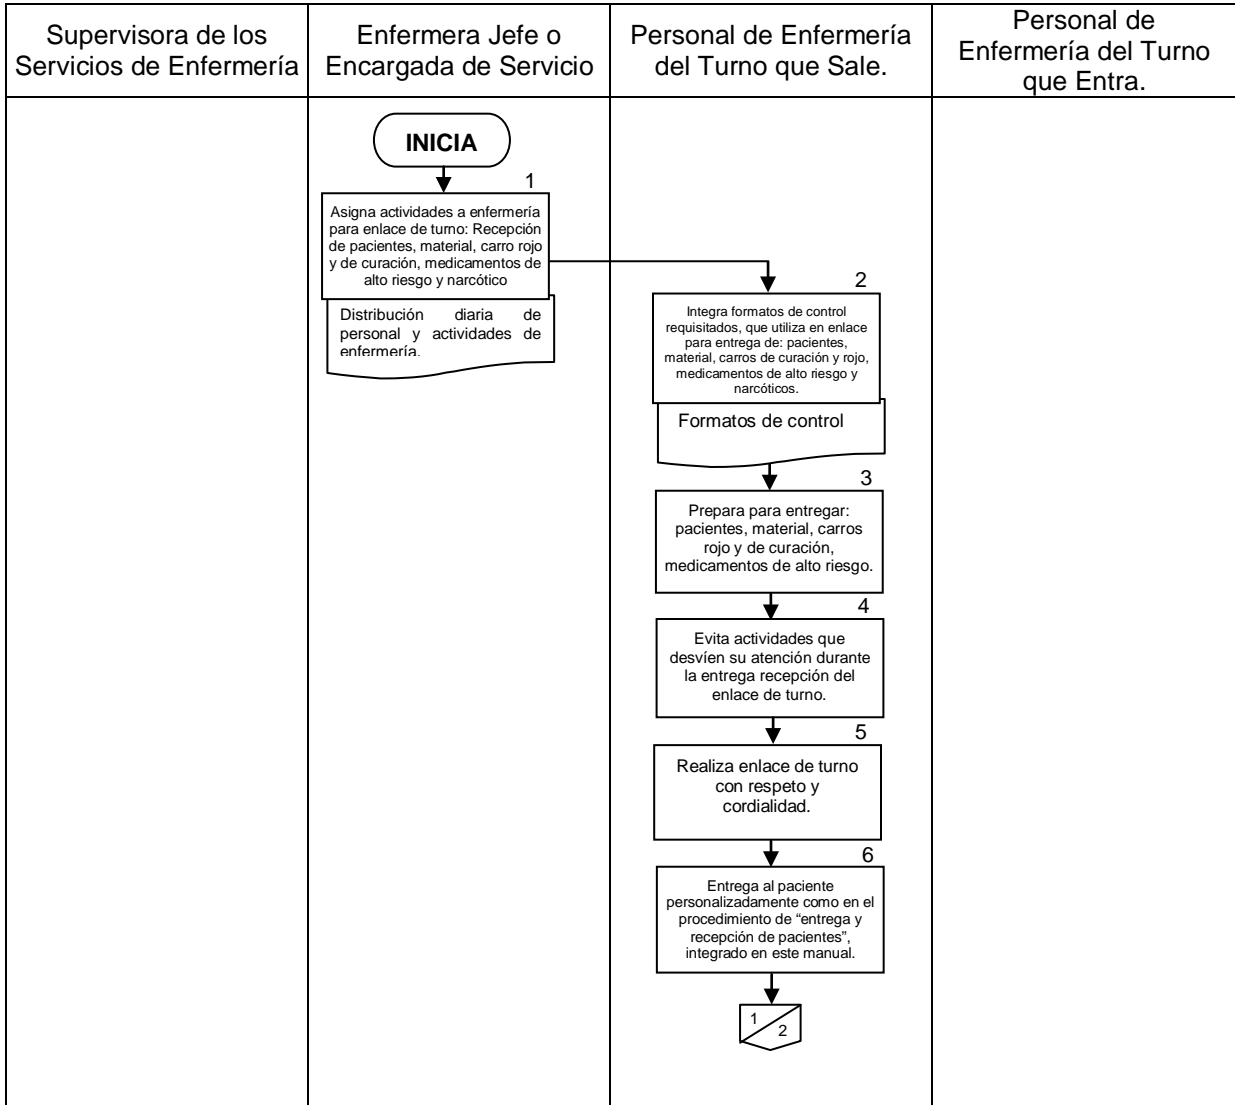 Supervisora de los
Servicios de Enfermería
Enfermera Jefe o
Encargada de Servicio
Personal de Enfermería
del Turno que Sale.
Personal de
Enfermería del Turno
que Entra.
INICIA
1
Asigna actividades a enfermería
para enlace de turno: Recepción
de pacientes, material, carro rojo
y de curación, medicamentos de
alto riesgo y narcótico
Distribución diaria de
personal y actividades de
enfermería.
2
Integra formatos de control
requisitados, que utiliza en enlace
para entrega de: pacientes,
material, carros de curación y rojo,
medicamentos de alto riesgo y
narcóticos.
Formatos de control
3
Prepara para entregar:
pacientes, material, carros
rojo y de curación,
medicamentos de alto riesgo.
4
Evita actividades que
desvíen su atención durante
la entrega recepción del
enlace de turno.
5
Realiza enlace de turno
con respeto y
cordialidad.
6
Entrega al paciente
personalizadamente como en el
procedimiento de “entrega y
recepción de pacientes”,
integrado en este manual.
1
2